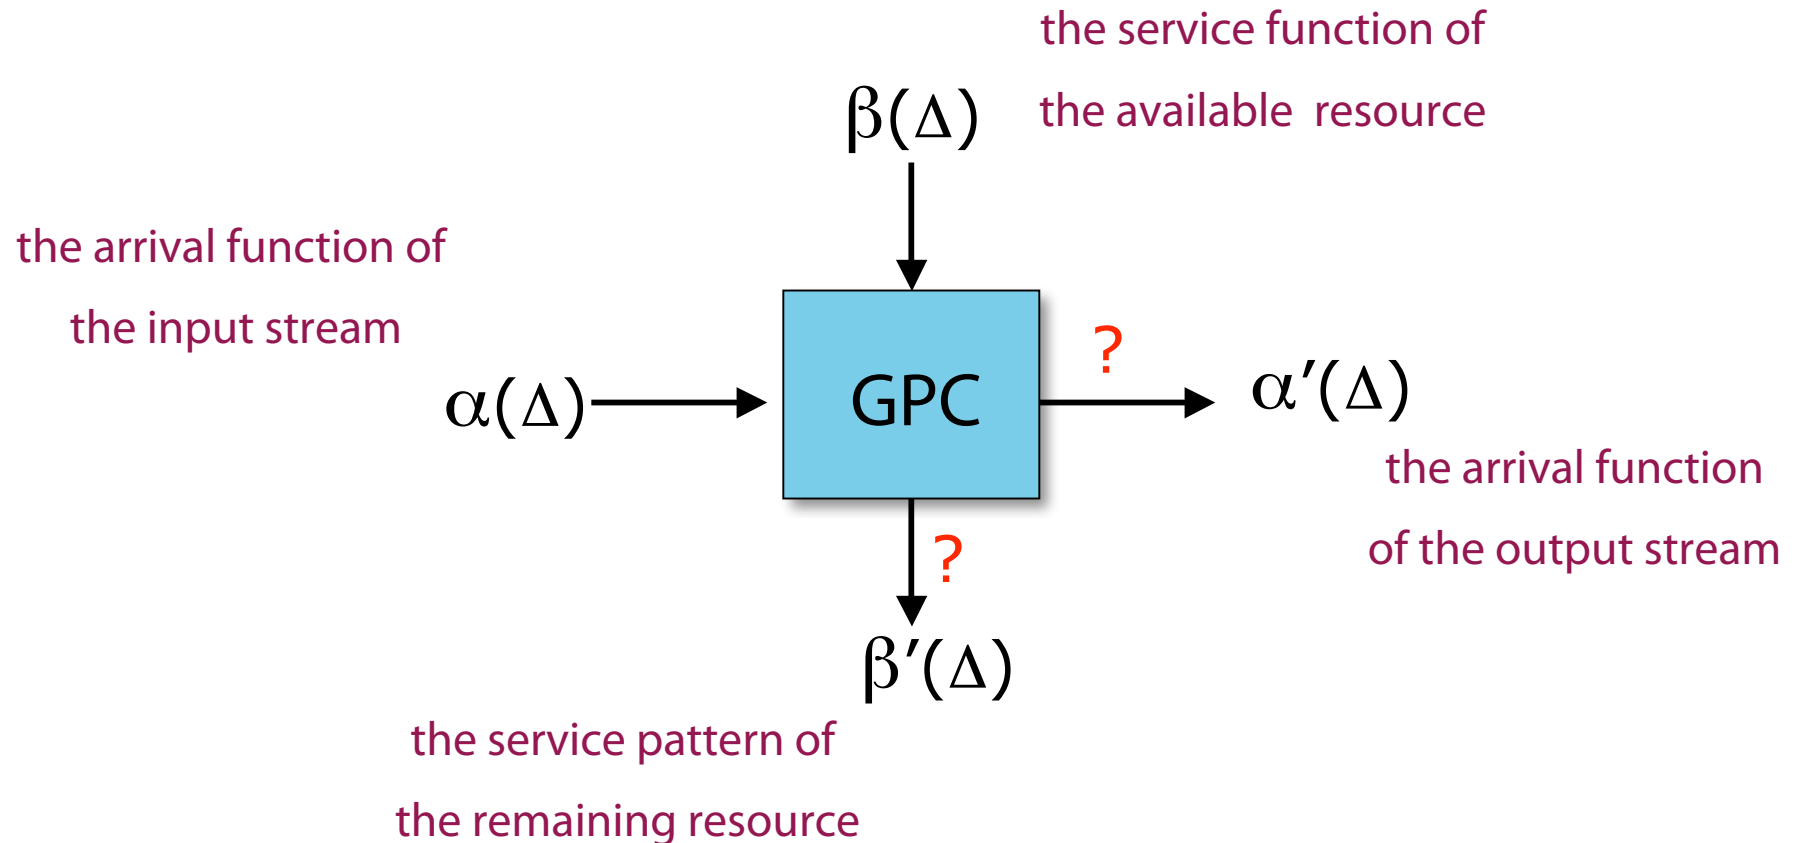 the service function of
the available resource
β(Δ)
the arrival function of
the input stream
α(Δ)
GPC
?
α′(Δ)
the arrival function
of the output stream
?
β′(Δ)
the service pattern of
the remaining resource